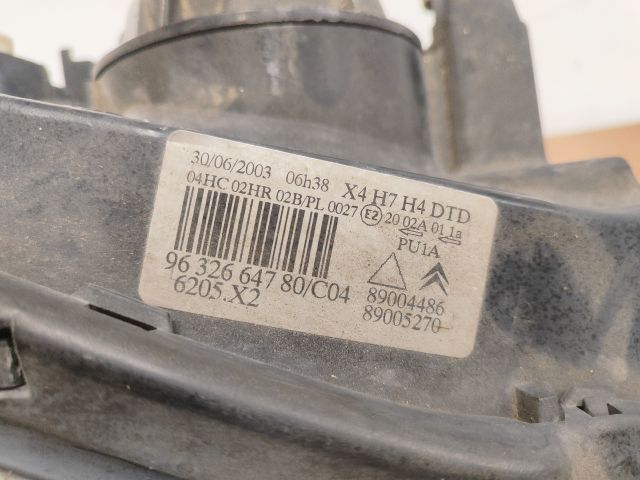 30/06/2003 06h38 X4 H7 H4 DTD
04HC 02HR 02B/PL 0027 E2 20 02A 01 1a
PU1A
96 326 647 80/C04
89004486
6205.X2
89005270